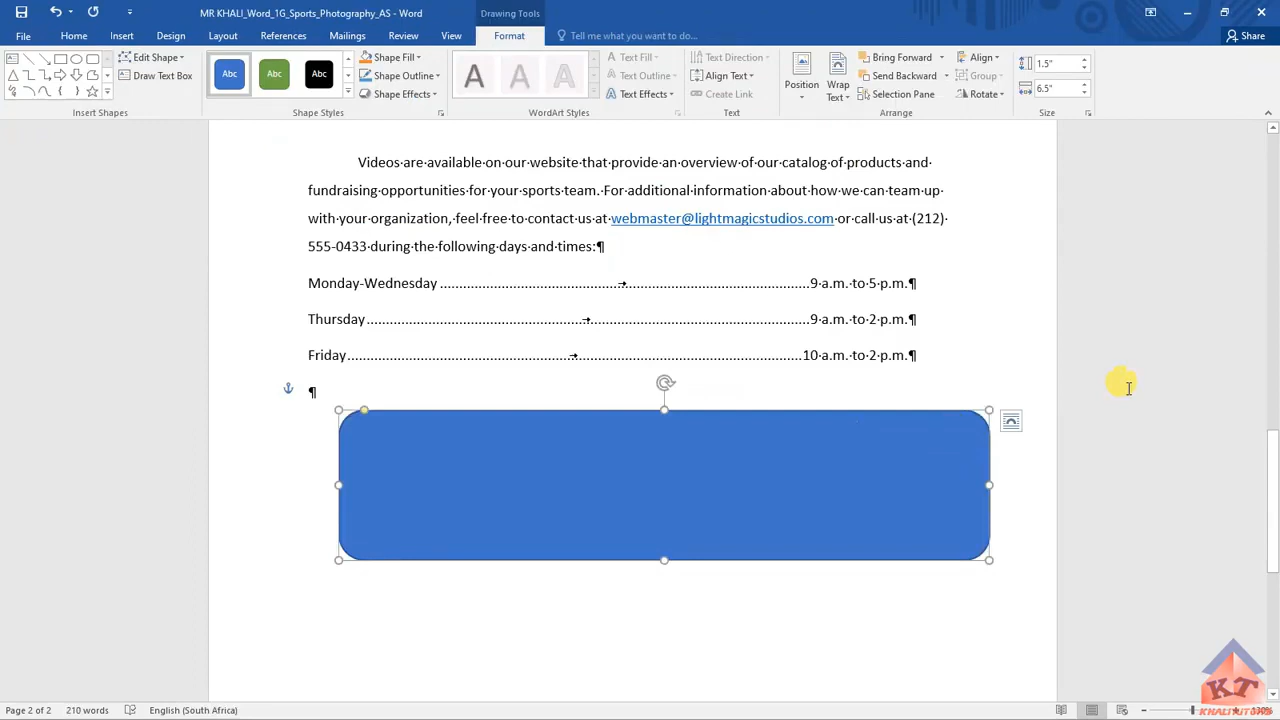 MR KHALI_Word_1G_Sports_Photography_AS - Word
Drawing Tools
File Home Insert Design Layout References Mailings Review View Format Tell me what you want to do... Share
Edit Shape
Draw Text Box
Insert Shapes
Abc Abc Abc
Shape Fill
Shape Outline
Shape Effects
Shape Styles
A A A
Text Fill
Text Outline
Text Effects
WordArt Styles
Text Direction
Align Text
Create Link
Text
Position
Wrap Text
Bring Forward
Send Backward
Selection Pane
Align
Group
Rotate
Arrange
1.5"
6.5"
Size
Videos·are·available·on·our·website·that·provide·an·overview·of·our·catalog·of·products·and·
fundraising·opportunities·for·your·sports·team.·For·additional·information·about·how·we·can·team·up·
with·your·organization,·feel·free·to·contact·us·at·webmaster@lightmagicstudios.com·or·call·us·at·(212)·
555-0433·during·the·following·days·and·times:¶
Monday-Wednesday ........................................→........................................9·a.m.·to·5·p.m.¶
Thursday ........................................→........................................9·a.m.·to·2·p.m.¶
Friday ........................................→........................................10·a.m.·to·2·p.m.¶
¶
Page 2 of 2 210 words English (South Africa)
KT
KHALITUTORS